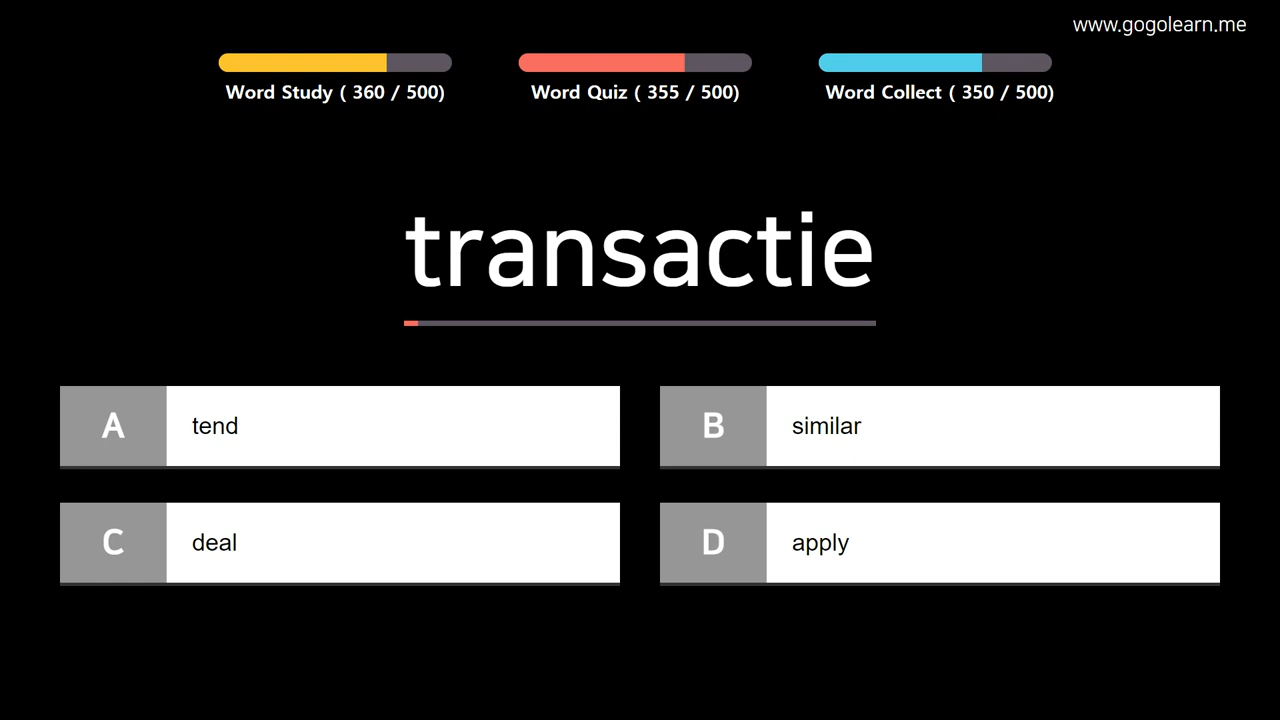 www.gogolearn.me
Word Study ( 360 / 500)
Word Quiz ( 355 / 500)
Word Collect ( 350 / 500)
transactie
A tend
B similar
C deal
D apply